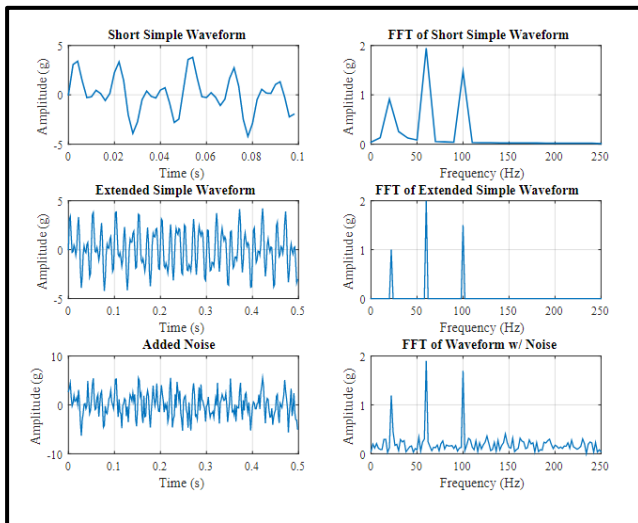 Short Simple Waveform
Amplitude (g)
5
0
-5
0 0.02 0.04 0.06 0.08 0.1
Time (s)
FFT of Short Simple Waveform
Amplitude (g)
2
1
0
0 50 100 150 200 250
Frequency (Hz)
Extended Simple Waveform
Amplitude (g)
5
0
-5
0 0.1 0.2 0.3 0.4 0.5
Time (s)
FFT of Extended Simple Waveform
Amplitude (g)
2
1
0
0 50 100 150 200 250
Frequency (Hz)
Added Noise
Amplitude (g)
10
0
-10
0 0.1 0.2 0.3 0.4 0.5
Time (s)
FFT of Waveform w/ Noise
Amplitude (g)
2
1
0
0 50 100 150 200 250
Frequency (Hz)